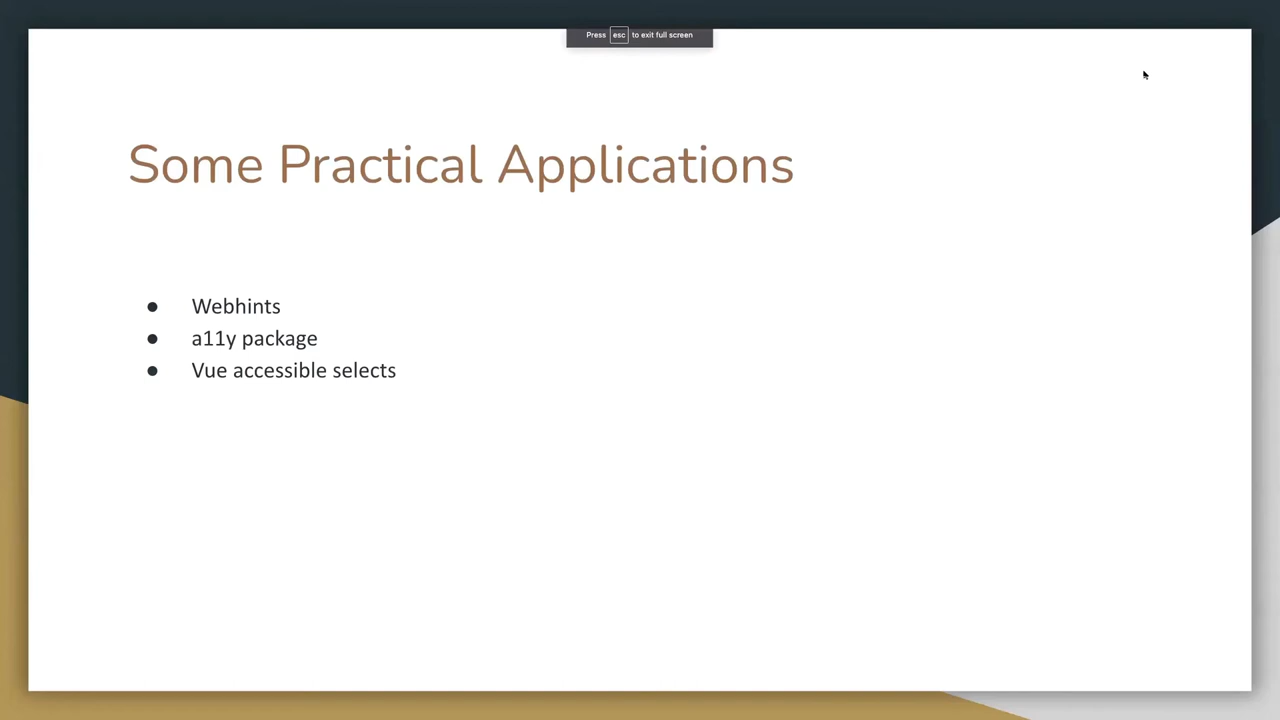 Press esc to exit full screen
Some Practical Applications
● Webhints
● a11y package
● Vue accessible selects